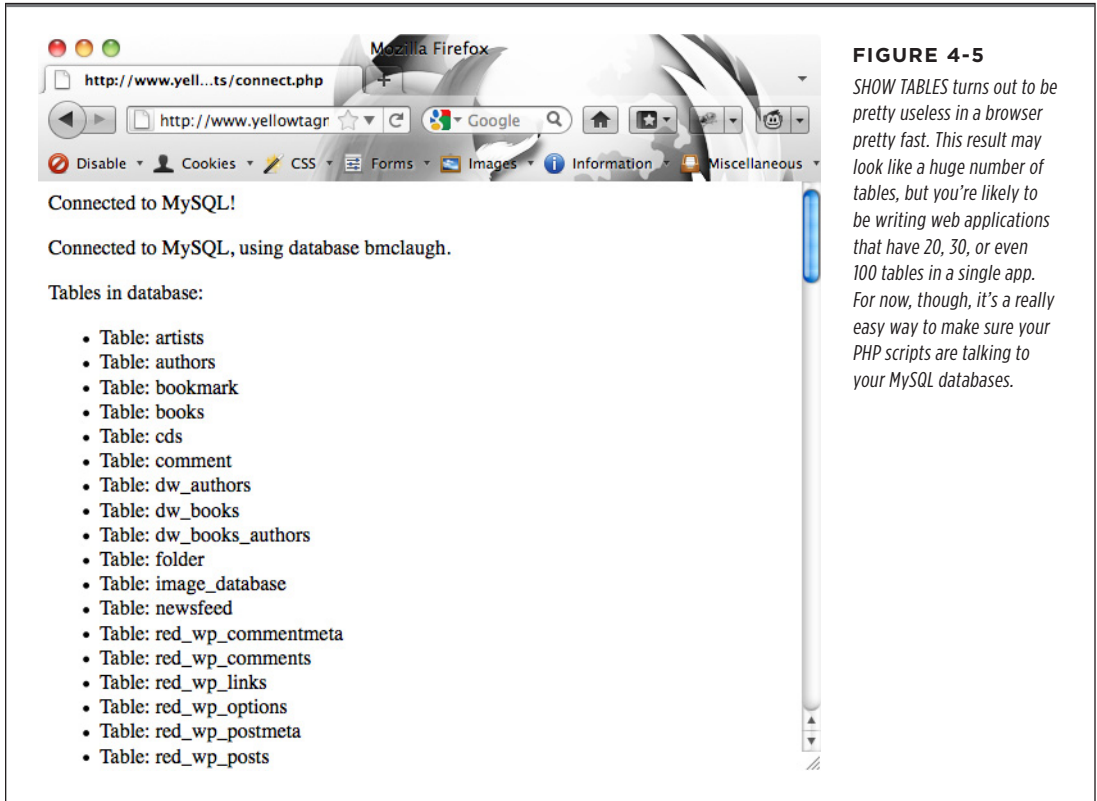 Mozilla Firefox
http://www.yell...ts/connect.php
http://www.yellowtagr
Google
Disable
Cookies
CSS
Forms
Images
Information
Miscellaneous
Connected to MySQL!
Connected to MySQL, using database bmclaugh.
Tables in database:
• Table: artists
• Table: authors
• Table: bookmark
• Table: books
• Table: cds
• Table: comment
• Table: dw_authors
• Table: dw_books
• Table: dw_books_authors
• Table: folder
• Table: image_database
• Table: newsfeed
• Table: red_wp_commentmeta
• Table: red_wp_comments
• Table: red_wp_links
• Table: red_wp_options
• Table: red_wp_postmeta
• Table: red_wp_posts
FIGURE 4-5
SHOW TABLES turns out to be
pretty useless in a browser
pretty fast. This result may
look like a huge number of
tables, but you're likely to
be writing web applications
that have 20, 30, or even
100 tables in a single app.
For now, though, it's a really
easy way to make sure your
PHP scripts are talking to
your MySQL databases.